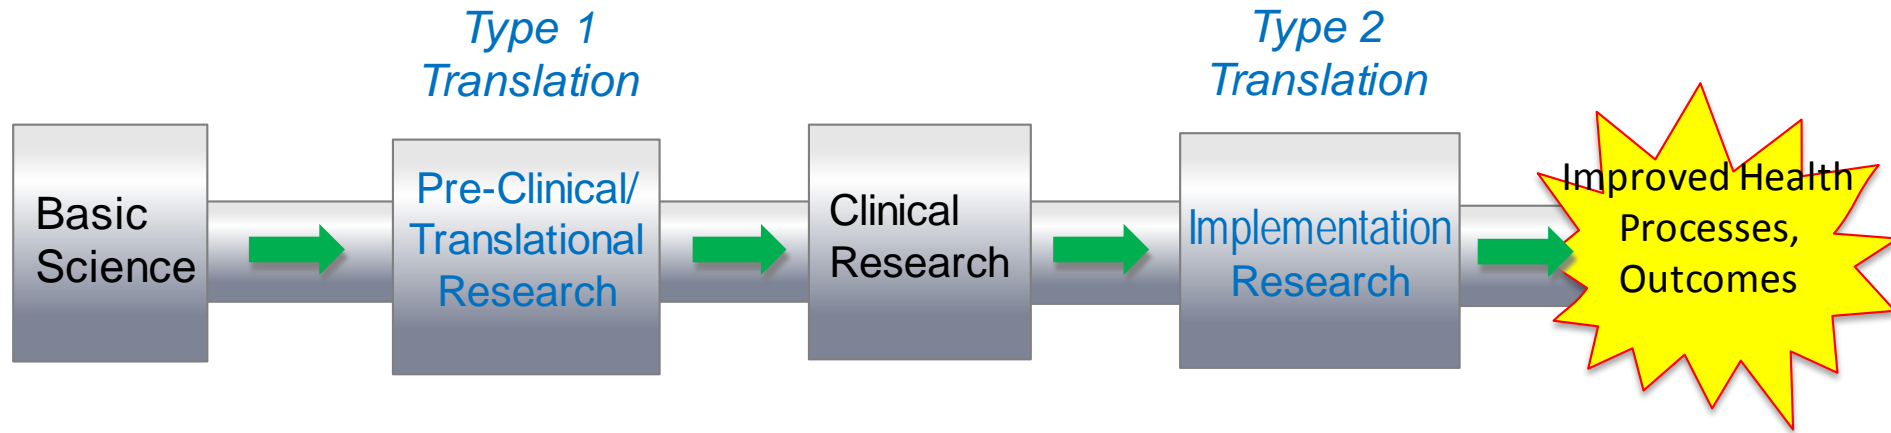 Type 1
Translation
Type 2
Translation
Basic
Science
Pre-Clinical/
Translational
Research
Clinical
Research
Implementation
Research
Improved Health
Processes,
Outcomes